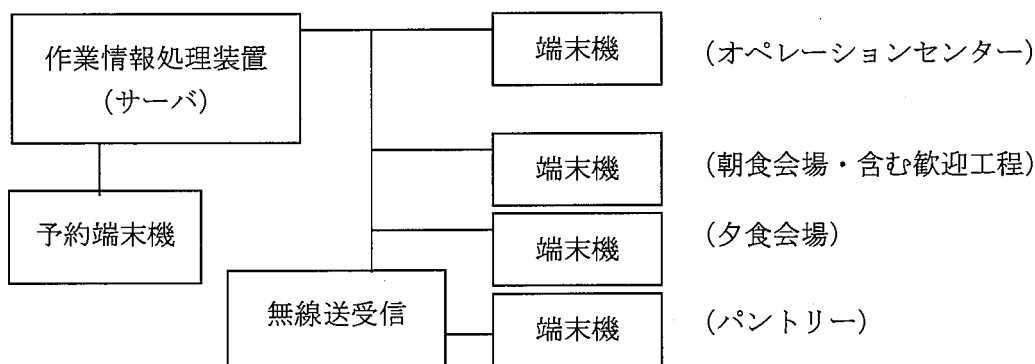 作業情報処理装置
(サーバ)
端末機
(オペレーションセンター)
端末機
(朝食会場・含む歓迎工程)
予約端末機
端末機
(夕食会場)
無線送受信
端末機
(パントリー)